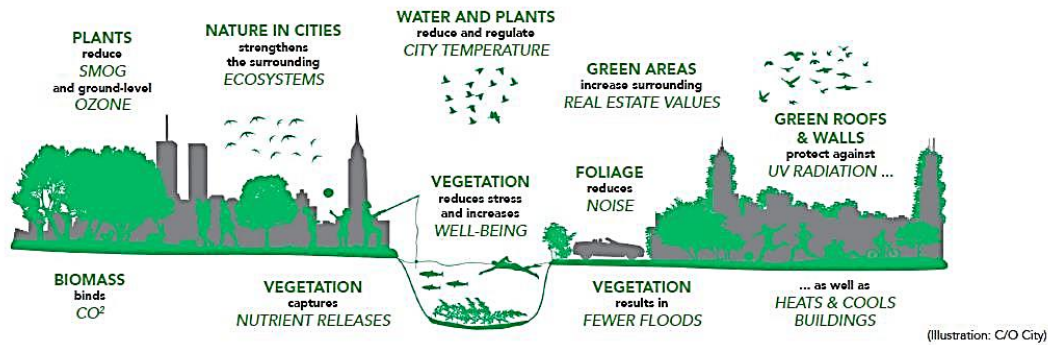 PLANTS
reduce
SMOG
and ground-level
OZONE
NATURE IN CITIES
strengthens
the surrounding
ECOSYSTEMS
WATER AND PLANTS
reduce and regulate
CITY TEMPERATURE
GREEN AREAS
increase surrounding
REAL ESTATE VALUES
GREEN ROOFS
& WALLS
protect against
UV RADIATION ...
VEGETATION
reduces stress
and increases
WELL-BEING
FOLIAGE
reduces
NOISE
BIOMASS
binds
CO²
VEGETATION
captures
NUTRIENT RELEASES
VEGETATION
results in
FEWER FLOODS
... as well as
HEATS & COOLS
BUILDINGS
(Illustration: C/O City)